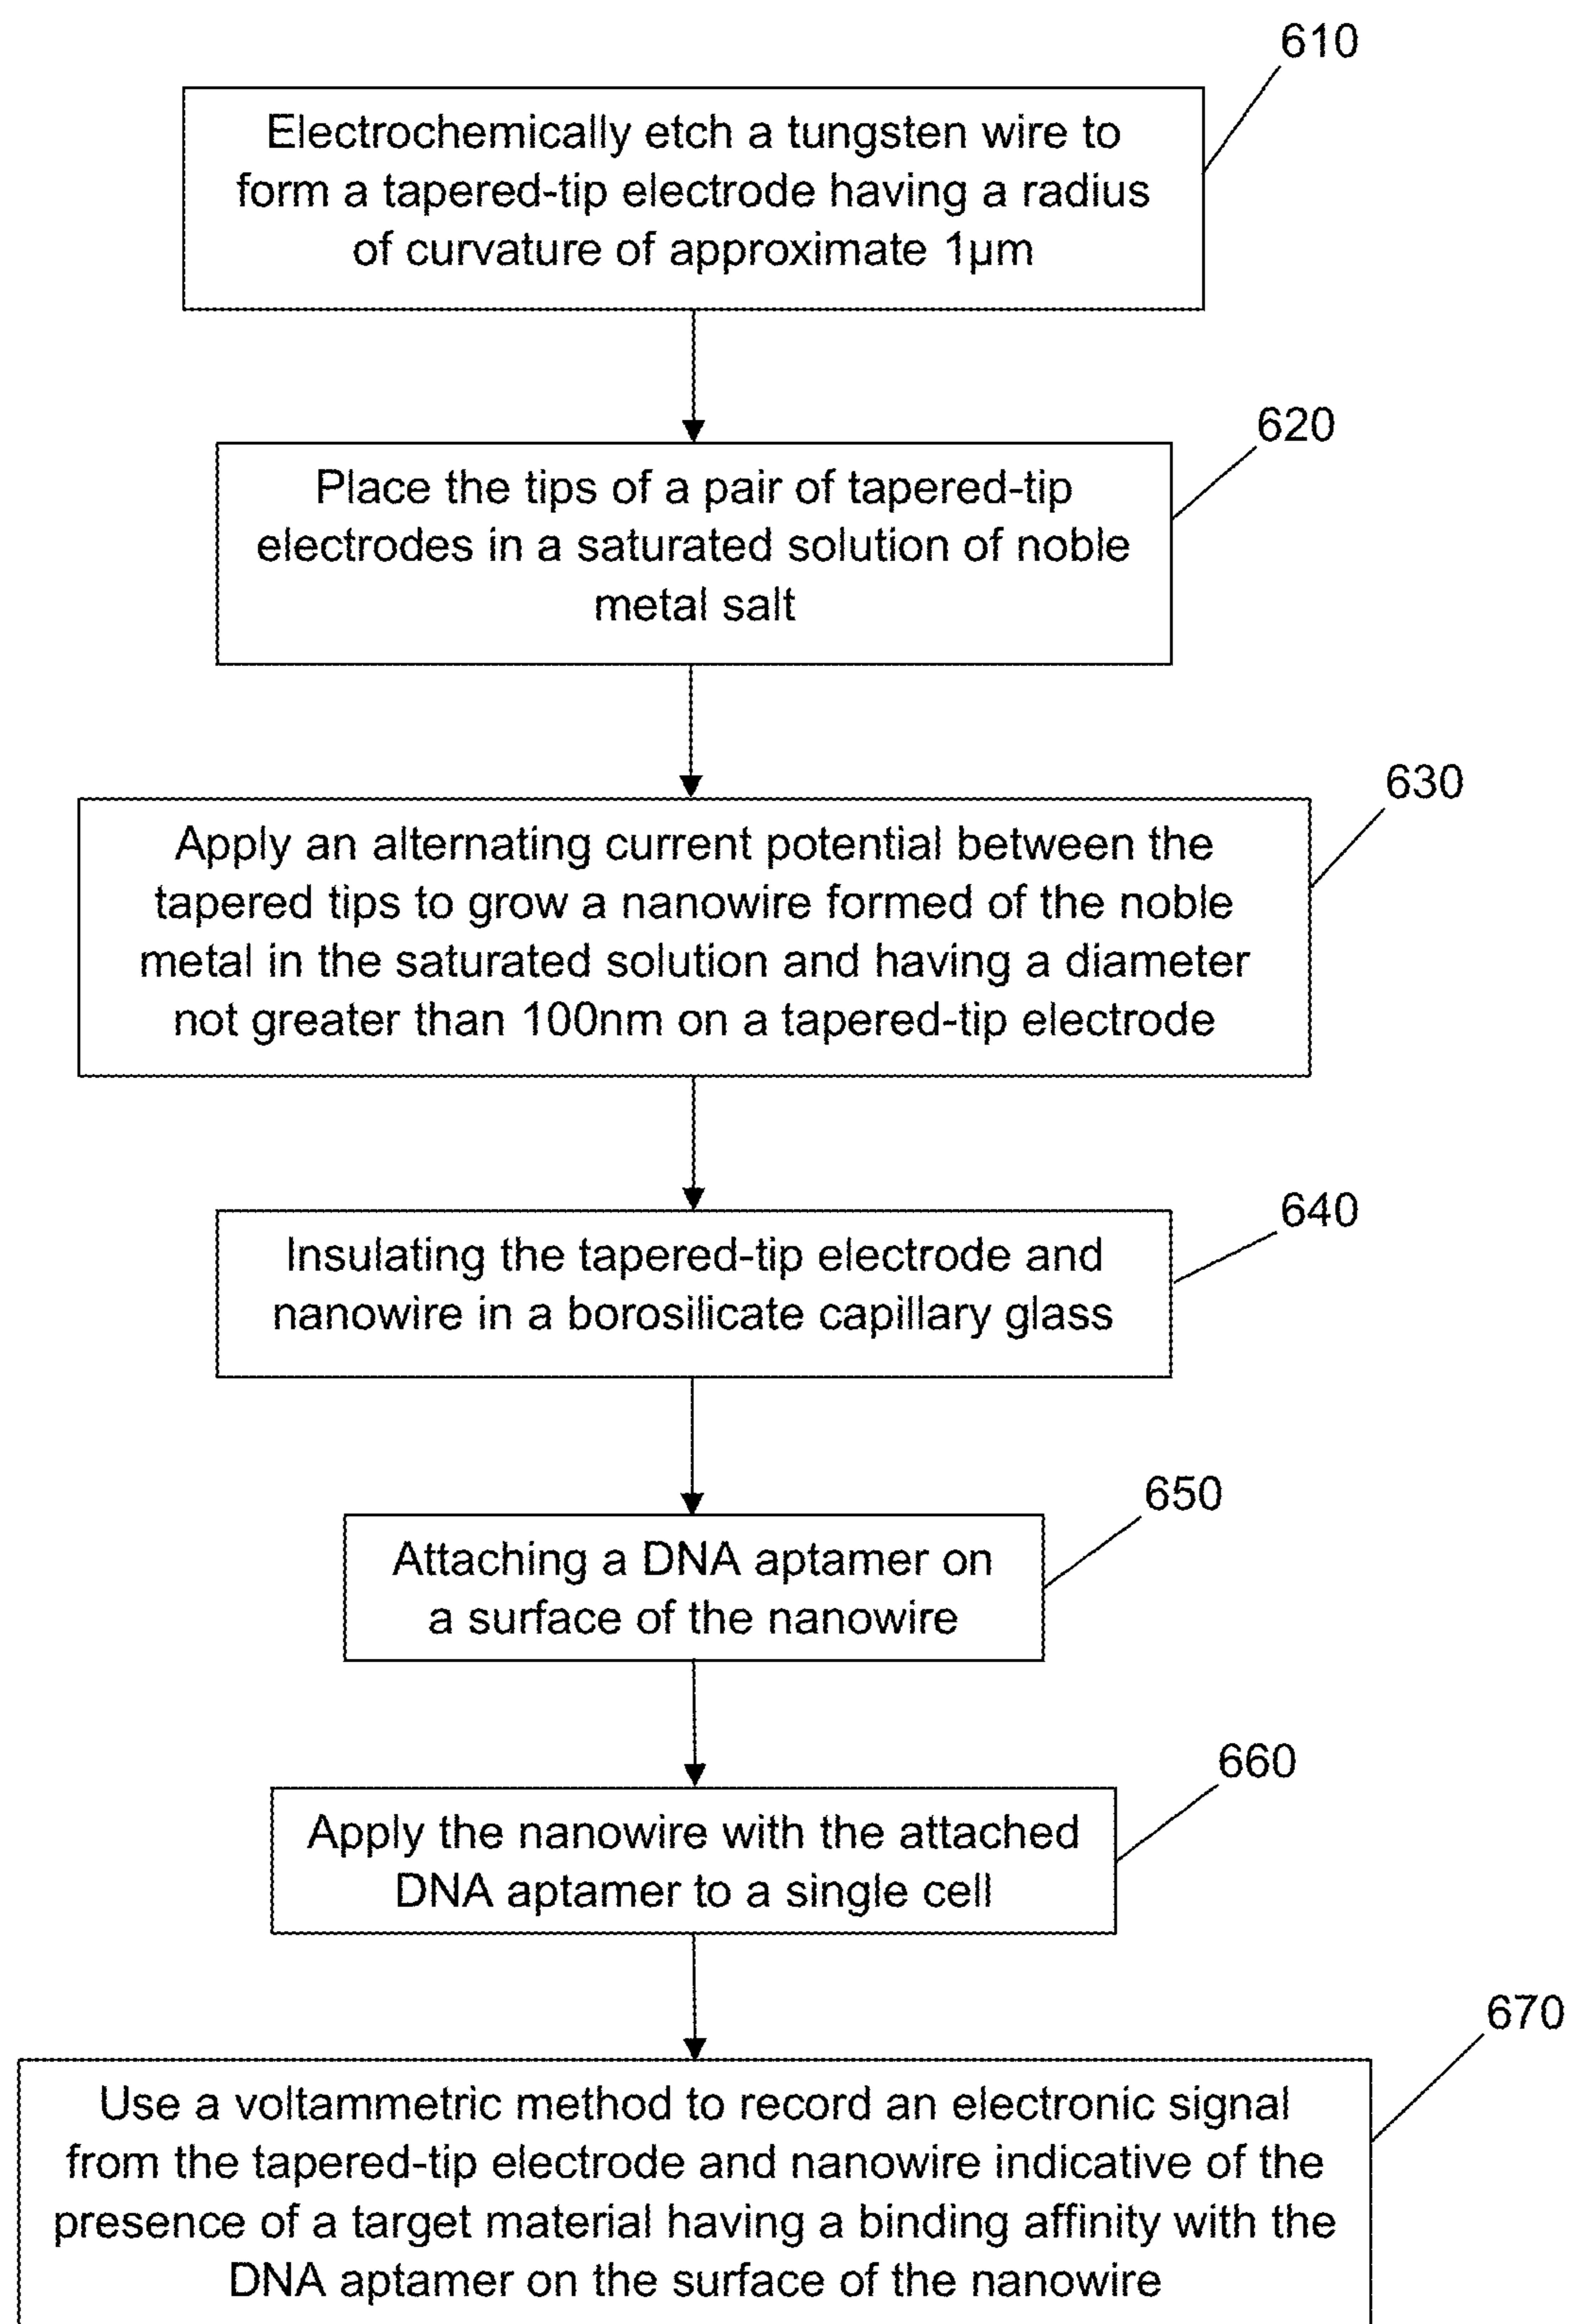 610
Electrochemically etch a tungsten wire to
form a tapered-tip electrode having a radius
of curvature of approximate 1µm
620
Place the tips of a pair of tapered-tip
electrodes in a saturated solution of noble
metal salt
630
Apply an alternating current potential between the
tapered tips to grow a nanowire formed of the noble
metal in the saturated solution and having a diameter
not greater than 100nm on a tapered-tip electrode
640
Insulating the tapered-tip electrode and
nanowire in a borosilicate capillary glass
650
Attaching a DNA aptamer on
a surface of the nanowire
660
Apply the nanowire with the attached
DNA aptamer to a single cell
670
Use a voltammetric method to record an electronic signal
from the tapered-tip electrode and nanowire indicative of the
presence of a target material having a binding affinity with the
DNA aptamer on the surface of the nanowire